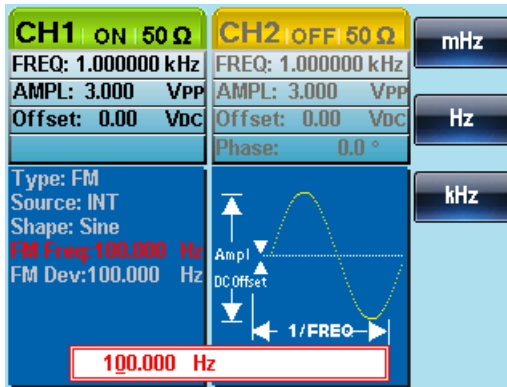 CH1 ON 50 Ω
FREQ: 1.000000 kHz
AMPL: 3.000 VPP
Offset: 0.00 VDC
CH2 OFF 50 Ω
FREQ: 1.000000 kHz
AMPL: 3.000 VPP
Offset: 0.00 VDC
Phase: 0.0 °
mHz
Hz
kHz
Type: FM
Source: INT
Shape: Sine
FM Freq:100.000 Hz
FM Dev:100.000 Hz
Ampl
DC Offset
1/FREQ
100.000 Hz